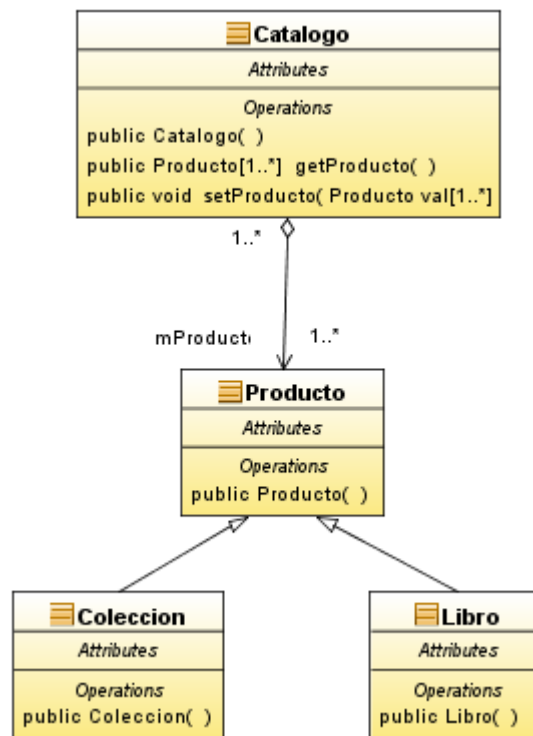 Catalogo
Attributes
Operations
public Catalogo( )
public Producto[1..*] getProducto( )
public void setProducto( Producto val[1..*]
1..*
mProducto
1..*
Producto
Attributes
Operations
public Producto( )
Coleccion
Attributes
Operations
public Coleccion( )
Libro
Attributes
Operations
public Libro( )